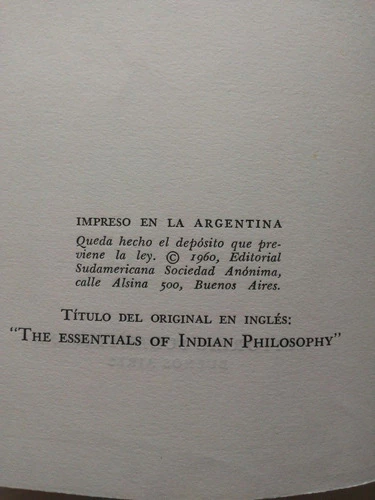 IMPRESO EN LA ARGENTINA
Queda hecho el depósito que pre-
viene la ley. © 1960, Editorial
Sudamericana Sociedad Anónima,
calle Alsina 500, Buenos Aires.
TÍTULO DEL ORIGINAL EN INGLÉS:
"THE ESSENTIALS OF INDIAN PHILOSOPHY"